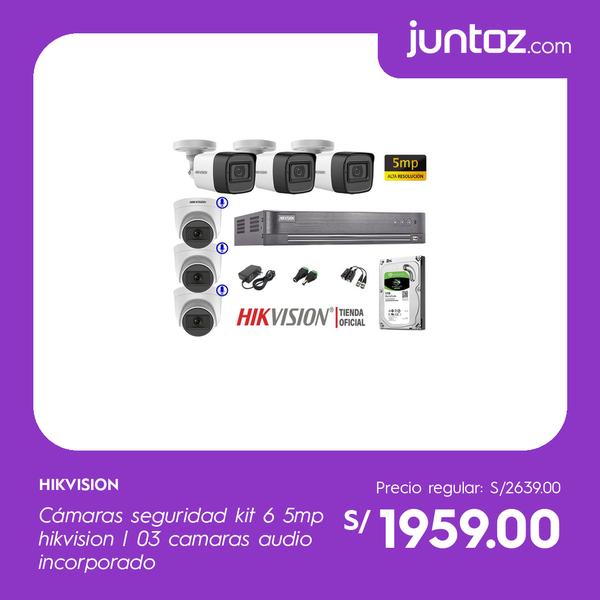 juntoz.com
5mp
ALTA RESOLUCIÓN
HIKVISION
HIKVISION
HIKVISION® TIENDA
OFICIAL
HIKVISION
Precio regular: S/2639.00
Cámaras seguridad kit 6 5mp
hikvision | 03 camaras audio
incorporado
S/ 1959.00